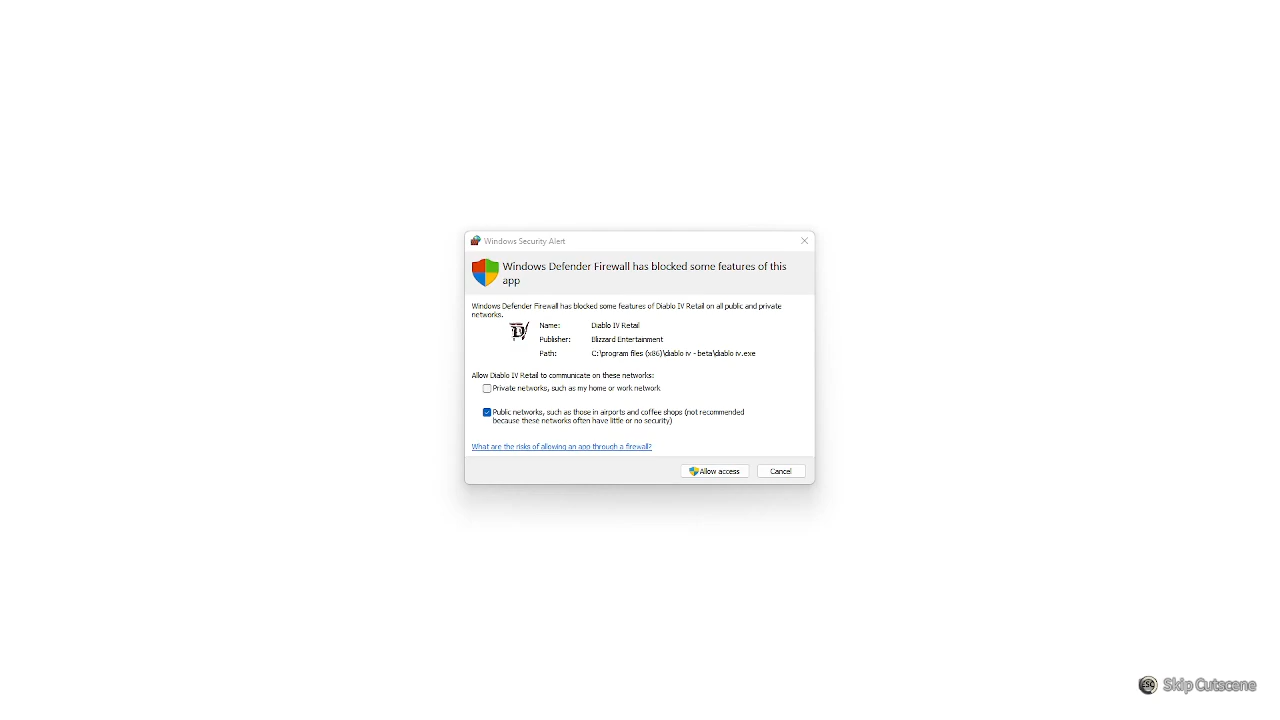 Windows Security Alert
Windows Defender Firewall has blocked some features of this
app
Windows Defender Firewall has blocked some features of Diablo IV Retail on all public and private
networks.
Name: Diablo IV Retail
Publisher: Blizzard Entertainment
Path: C:\program files (x86)\diablo iv - beta\diablo iv.exe
Allow Diablo IV Retail to communicate on these networks:
Private networks, such as my home or work network
Public networks, such as those in airports and coffee shops (not recommended
because these networks often have little or no security)
What are the risks of allowing an app through a firewall?
Allow access Cancel
ESC Skip Cutscene